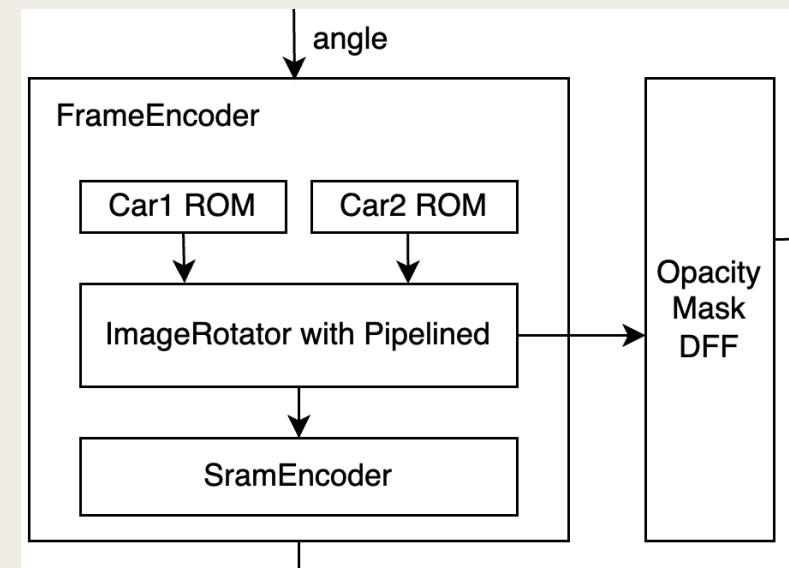 angle
FrameEncoder
Car1 ROM
Car2 ROM
ImageRotator with Pipelined
Opacity
Mask
DFF
SramEncoder